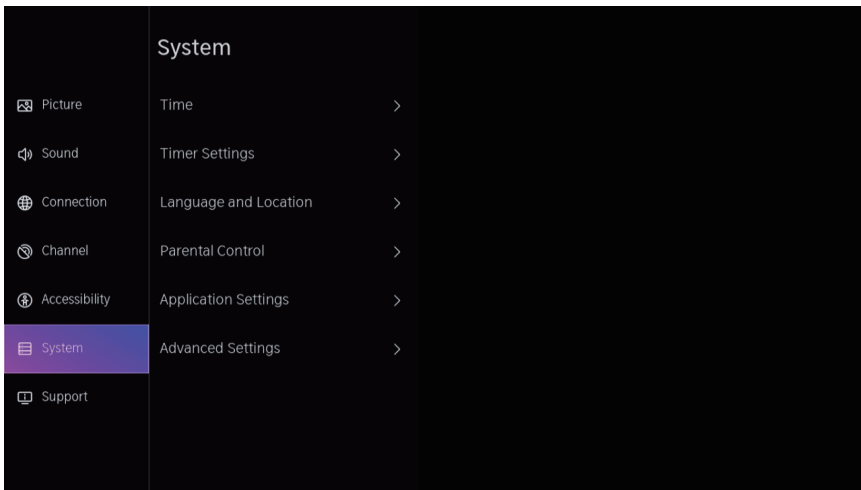 System
Picture
Time
Sound
Timer Settings
Connection
Language and Location
Channel
Parental Control
Accessibility
Application Settings
System
Advanced Settings
Support